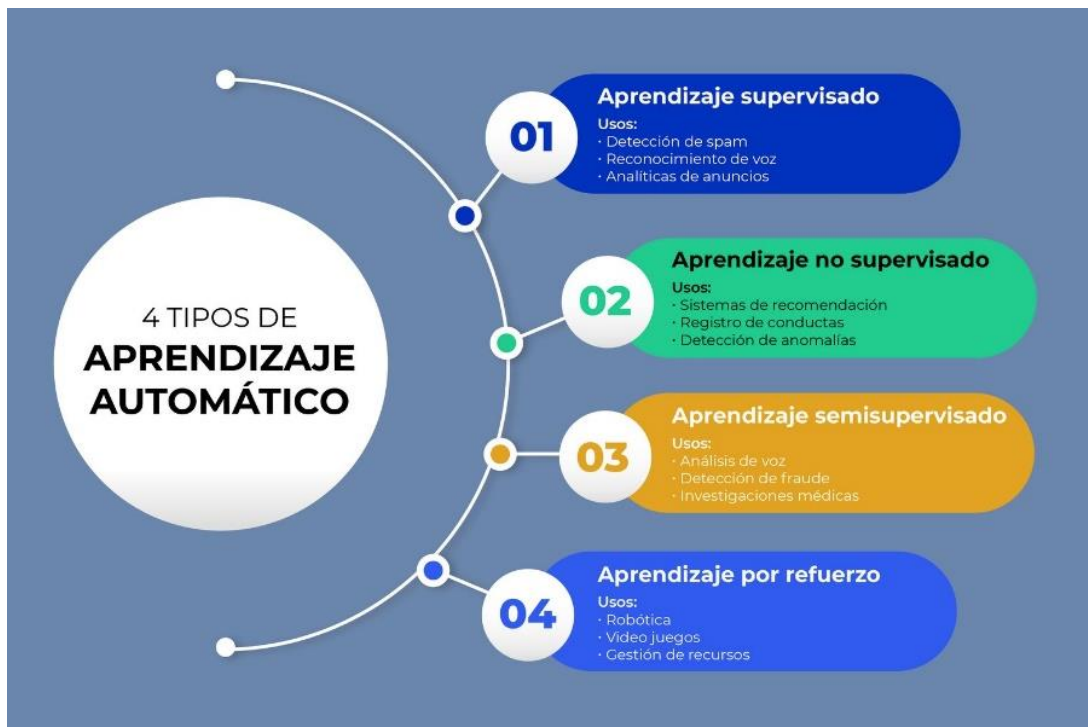 4 TIPOS DE
APRENDIZAJE
AUTOMÁTICO
01
Aprendizaje supervisado
Usos:
· Detección de spam
· Reconocimiento de voz
· Analíticas de anuncios
02
Aprendizaje no supervisado
Usos:
· Sistemas de recomendación
· Registro de conductas
· Detección de anomalías
03
Aprendizaje semisupervisado
Usos:
· Análisis de voz
· Detección de fraude
· Investigaciones médicas
04
Aprendizaje por refuerzo
Usos:
· Robótica
· Video juegos
· Gestión de recursos